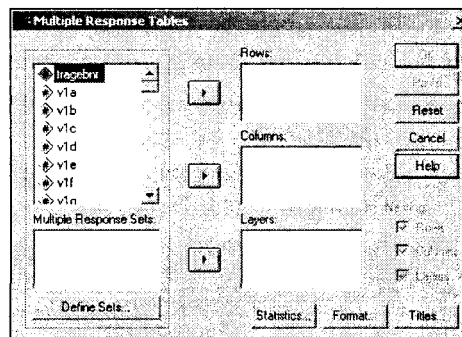 Multiple Response Tables
fragebnr
v1a
v1b
v1c
v1d
v1e
v1f
v1g
Multiple Response Sets:
Define Sets...
Rows:
Columns:
Layers:
OK
Paste
Reset
Cancel
Help
Nesting
Rows
Columns
Layers
Statistics...
Format...
Titles...